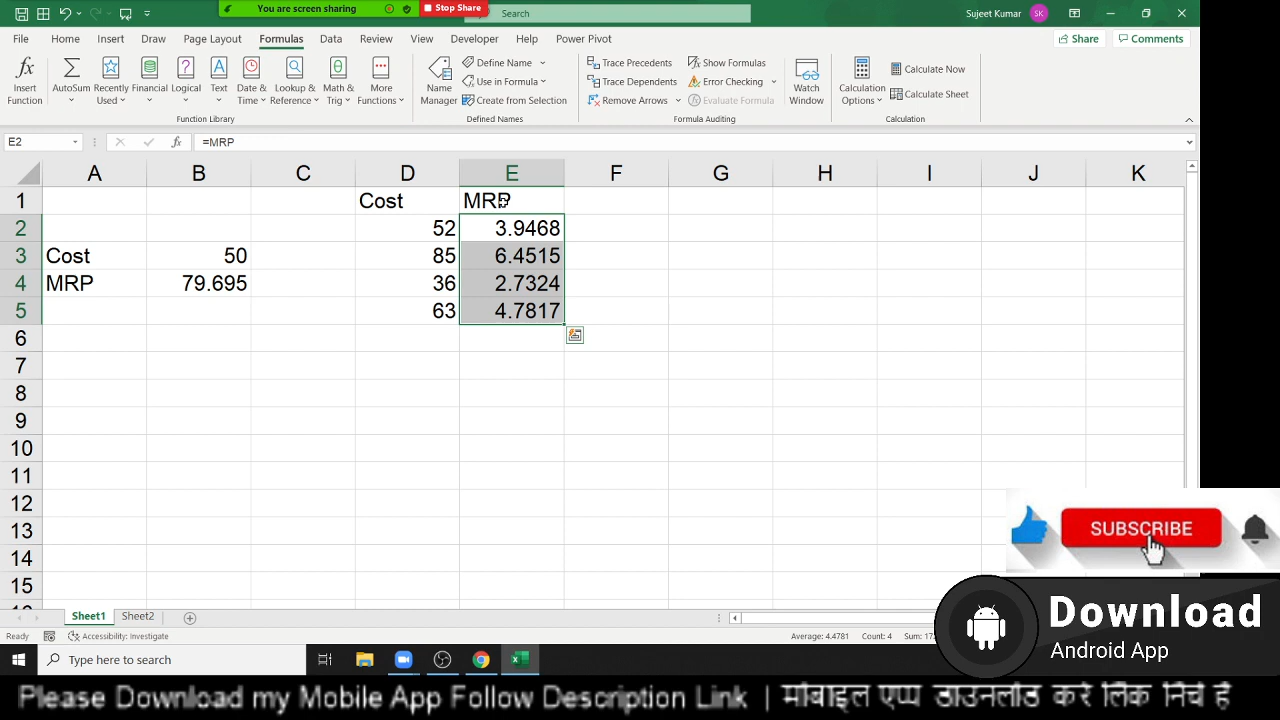 You are screen sharing
Stop Share
Search
Sujeet Kumar
SK
File Home Insert Draw Page Layout Formulas Data Review View Developer Help Power Pivot
Share
Comments
Insert Function
AutoSum
Recently Used
Financial
Logical
Text
Date & Time
Lookup & Reference
Math & Trig
More Functions
Function Library
Name Manager
Define Name
Use in Formula
Create from Selection
Defined Names
Trace Precedents
Trace Dependents
Remove Arrows
Show Formulas
Error Checking
Evaluate Formula
Formula Auditing
Watch Window
Calculation Options
Calculate Now
Calculate Sheet
Calculation
E2
fx
=MRP
A B C D E F G H I J K
1 Cost MRP
2 52 3.9468
3 Cost 50 85 6.4515
4 MRP 79.695 36 2.7324
5 63 4.7817
6
7
8
9
10
11
12
13
14
15
SUBSCRIBE
Sheet1 Sheet2
Ready
Accessibility: Investigate
Average: 4.4781 Count: 4
Download
Android App
Type here to search
Please Download my Mobile App Follow Description Link | मोबाइल एप्प डाउनलोड करे लिंक निचे है